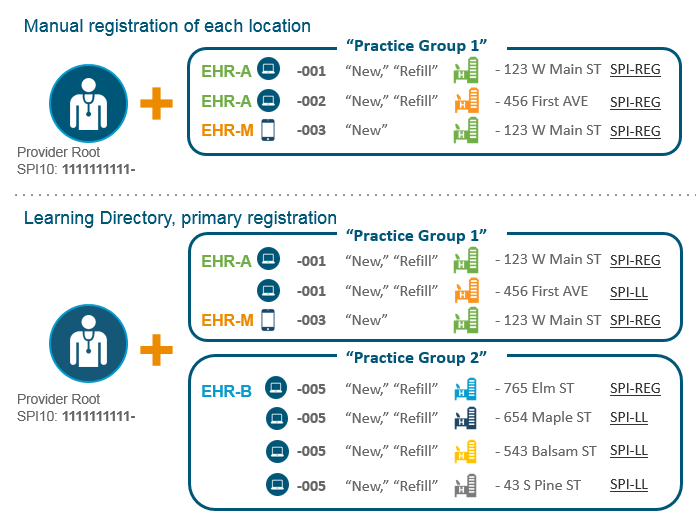 Manual registration of each location
“Practice Group 1”
EHR-A -001 “New,” “Refill” H - 123 W Main ST SPI-REG
EHR-A -002 “New,” “Refill” H - 456 First AVE SPI-REG
EHR-M -003 “New” H - 123 W Main ST SPI-REG
Provider Root
SPI10: 1111111111-
Learning Directory, primary registration
“Practice Group 1”
EHR-A -001 “New,” “Refill” H - 123 W Main ST SPI-REG
-001 “New,” “Refill” H - 456 First AVE SPI-LL
EHR-M -003 “New” H - 123 W Main ST SPI-REG
“Practice Group 2”
EHR-B -005 “New,” “Refill” H - 765 Elm ST SPI-REG
Provider Root
SPI10: 1111111111-
-005 “New,” “Refill” H - 654 Maple ST SPI-LL
-005 “New,” “Refill” H - 543 Balsam ST SPI-LL
-005 “New,” “Refill” H - 43 S Pine ST SPI-LL